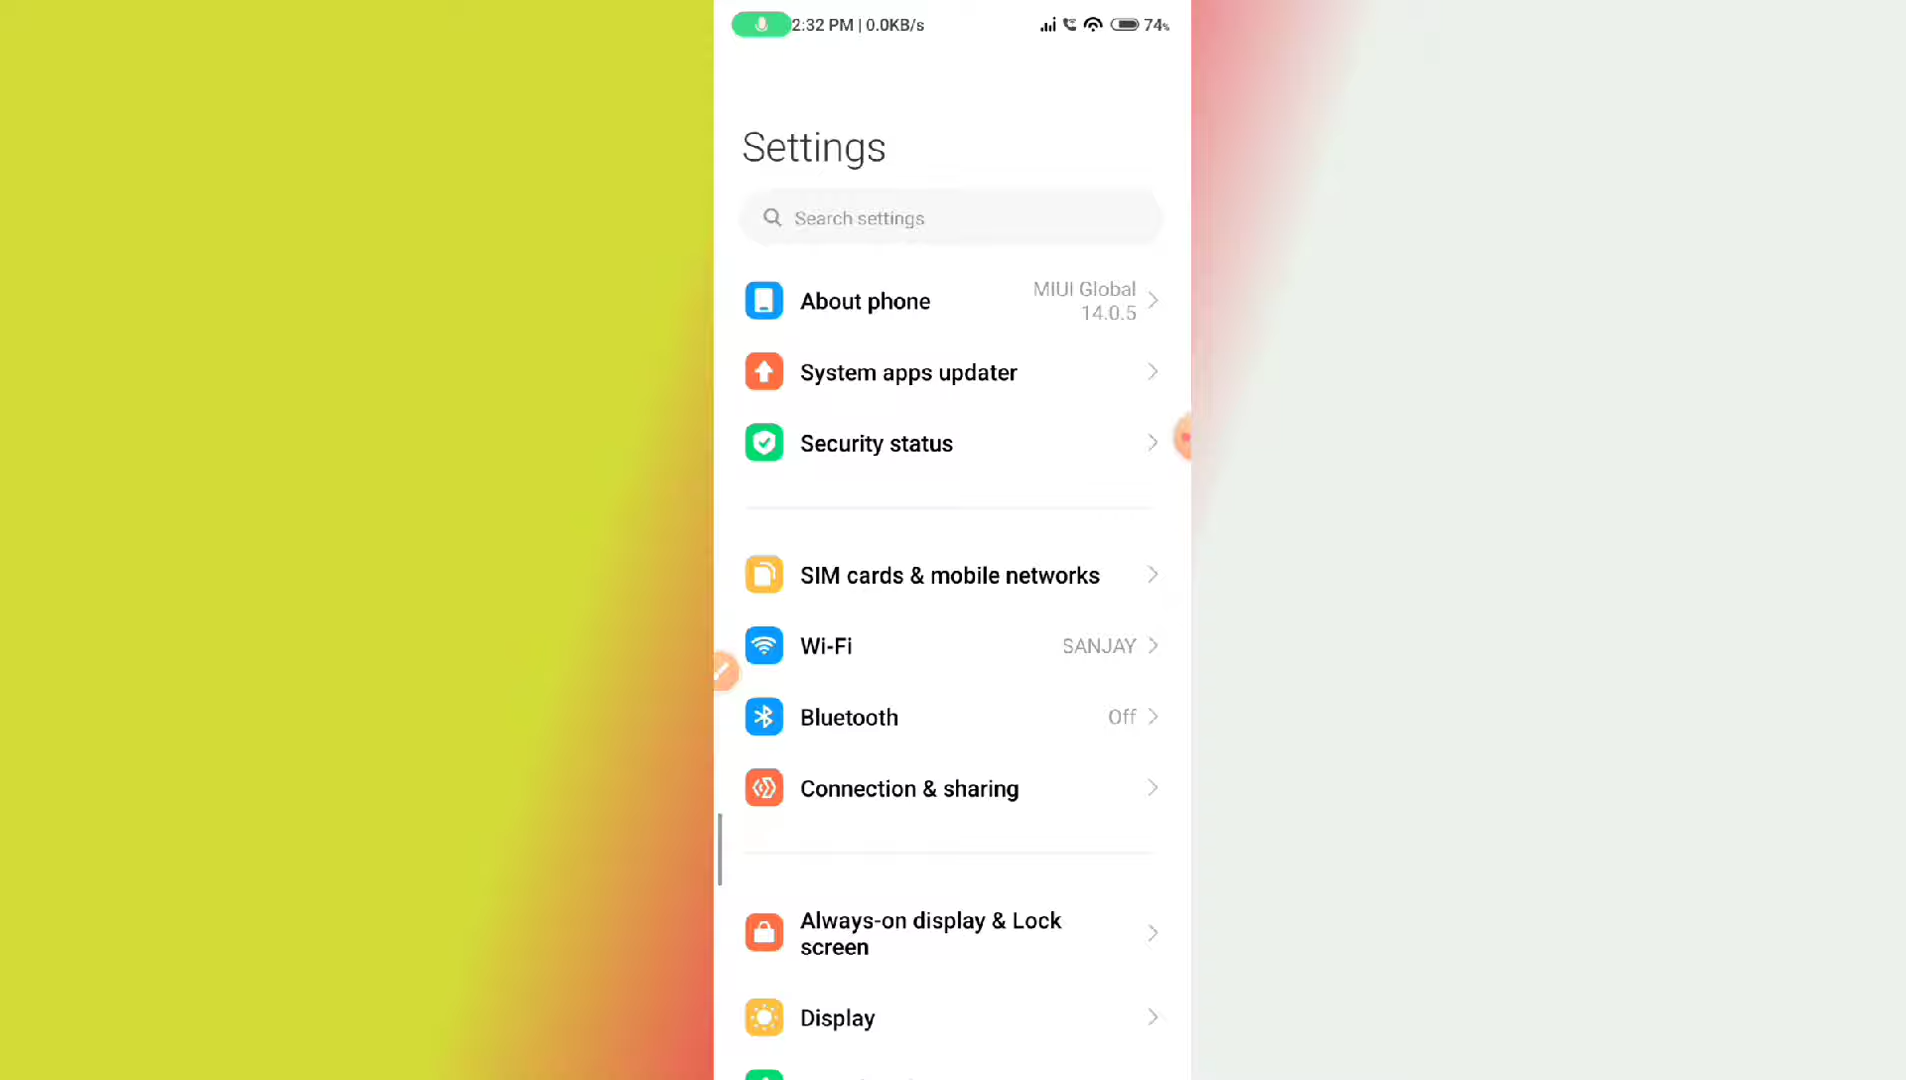 2:32 PM | 0.0KB/s 74%
Settings
Search settings
About phone
MIUI Global
14.0.5
System apps updater
Security status
SIM cards & mobile networks
Wi-Fi SANJAY
Bluetooth Off
Connection & sharing
Always-on display & Lock
screen
Display